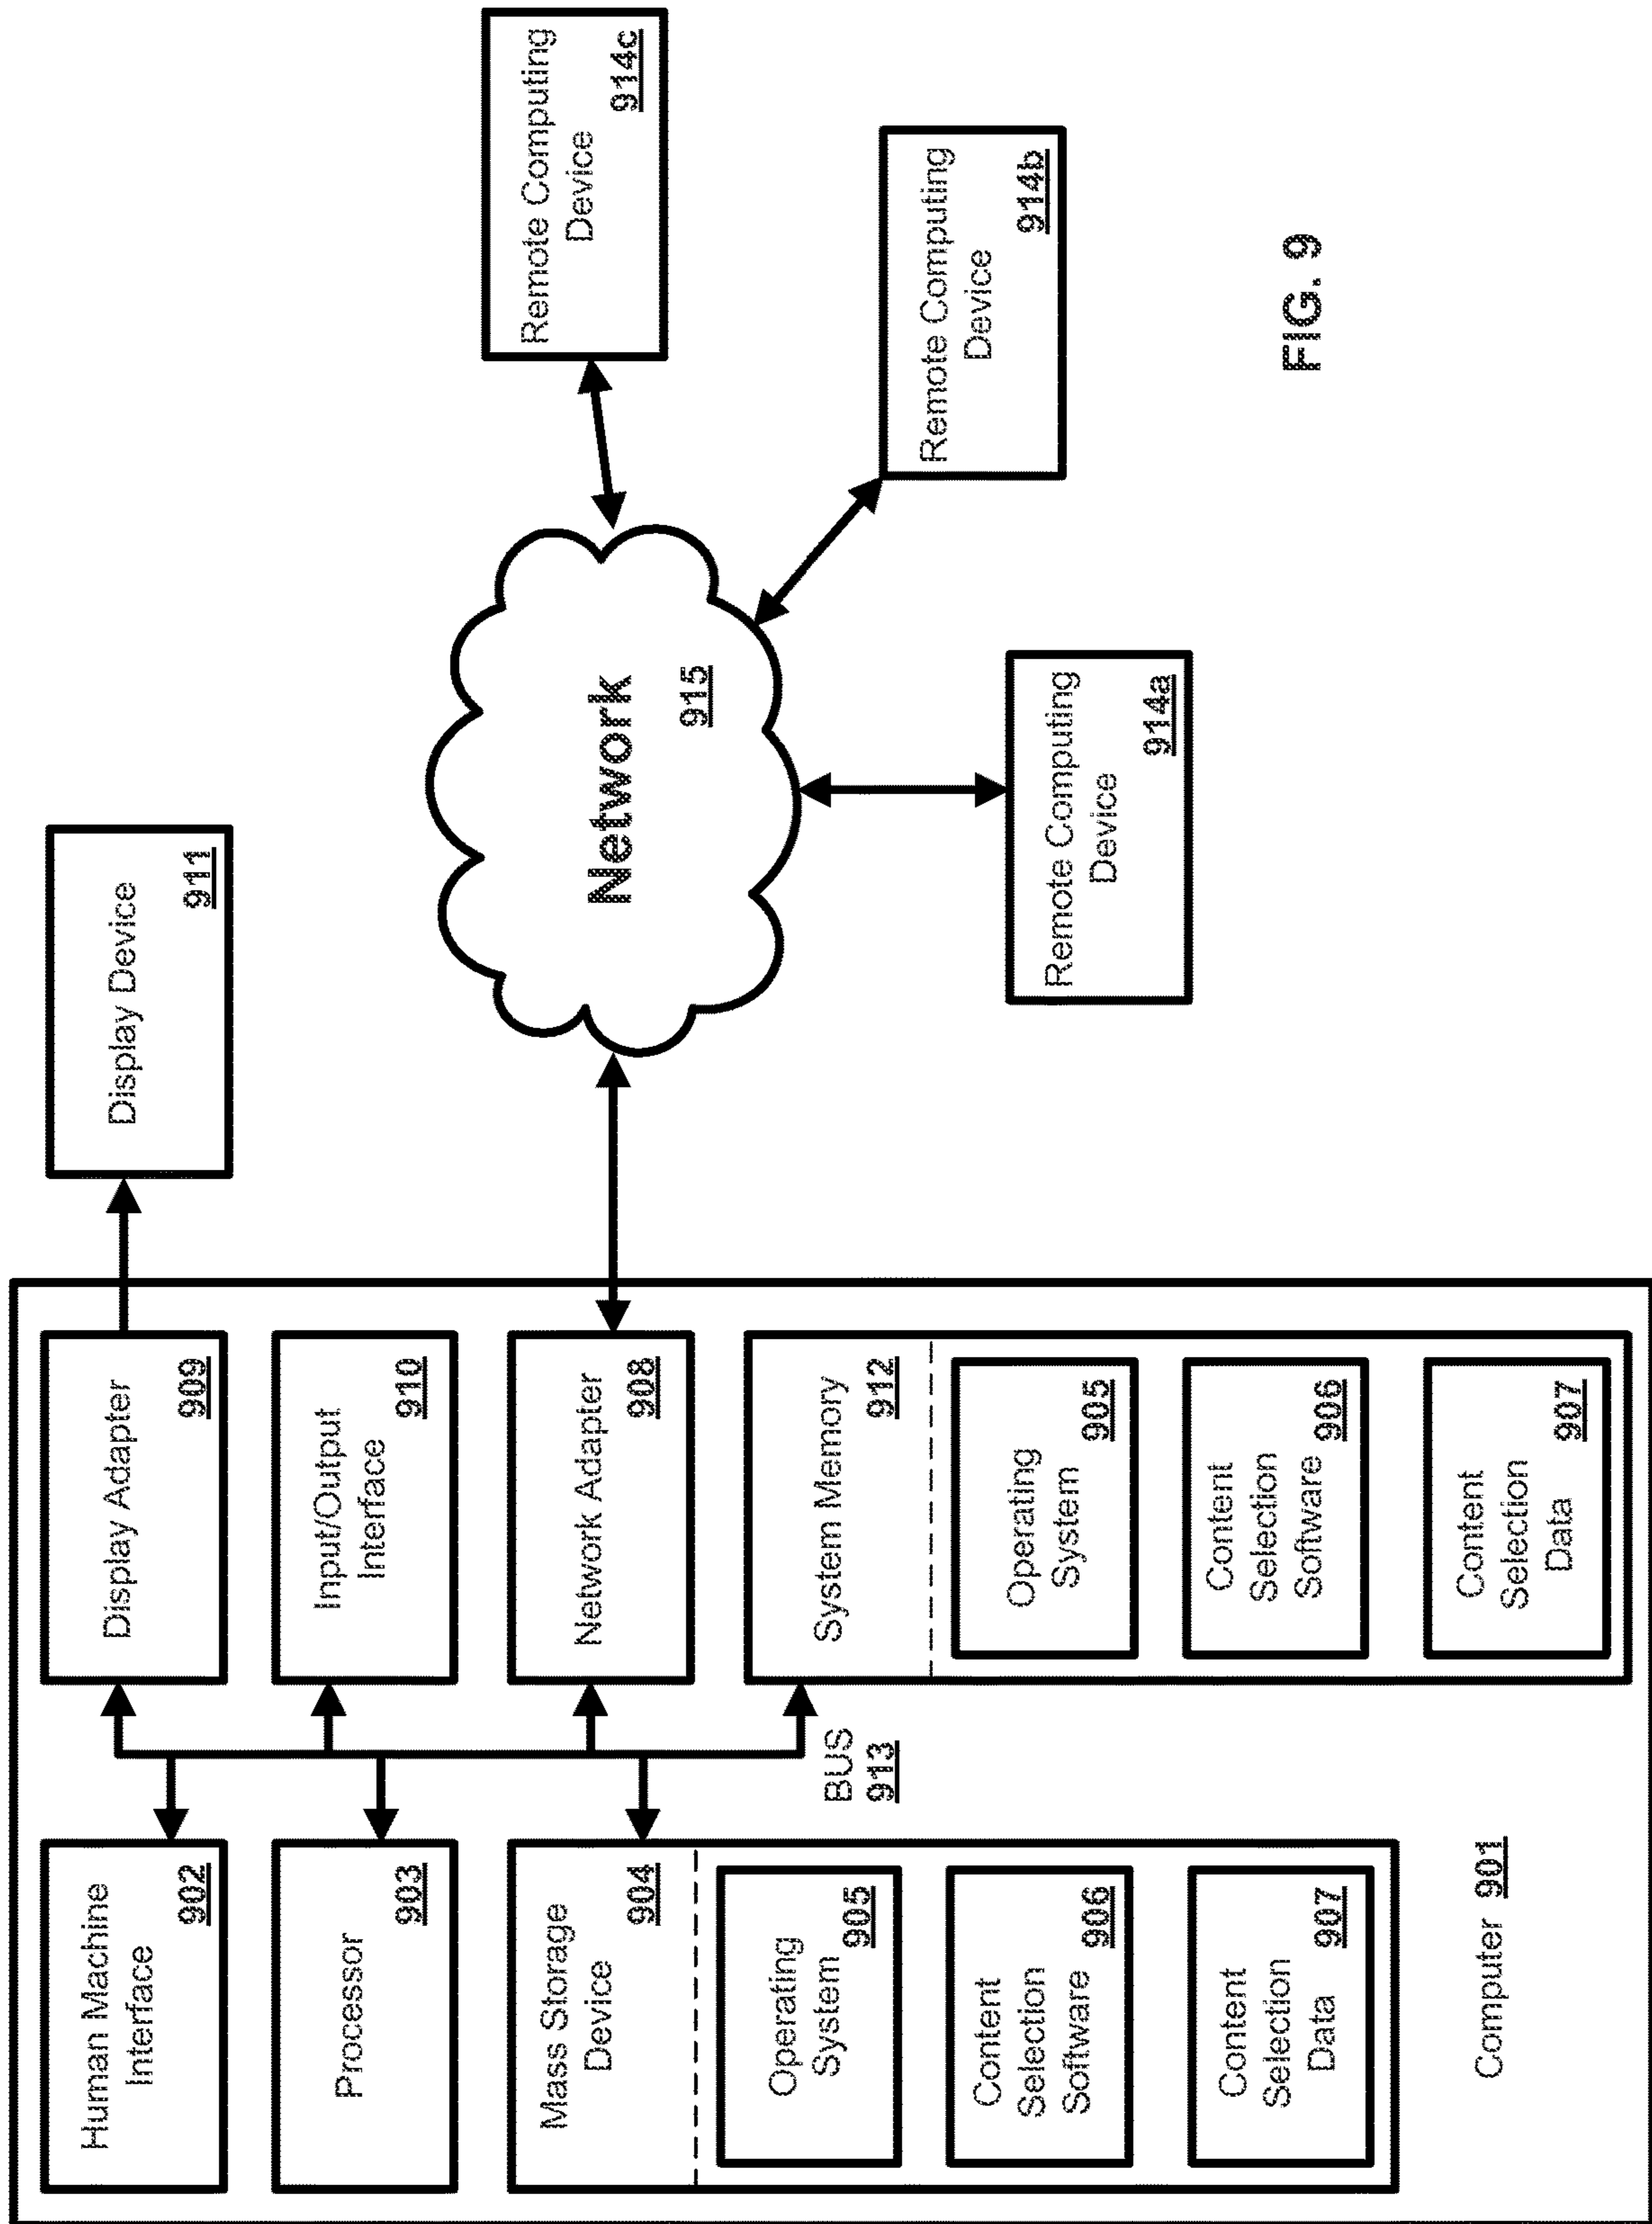 Human Machine
Interface
902
Processor
903
Mass Storage
Device
904
Operating
System
905
Content
Selection
Software
906
Content
Selection
Data
907
Computer 901
BUS
913
Display Adapter
909
Input/Output
Interface
910
Network Adapter
908
System Memory
912
Operating
System
905
Content
Selection
Software
906
Content
Selection
Data
907
Display Device
911
Network
915
Remote Computing
Device
914a
Remote Computing
Device
914b
Remote Computing
Device
914c
FIG. 9